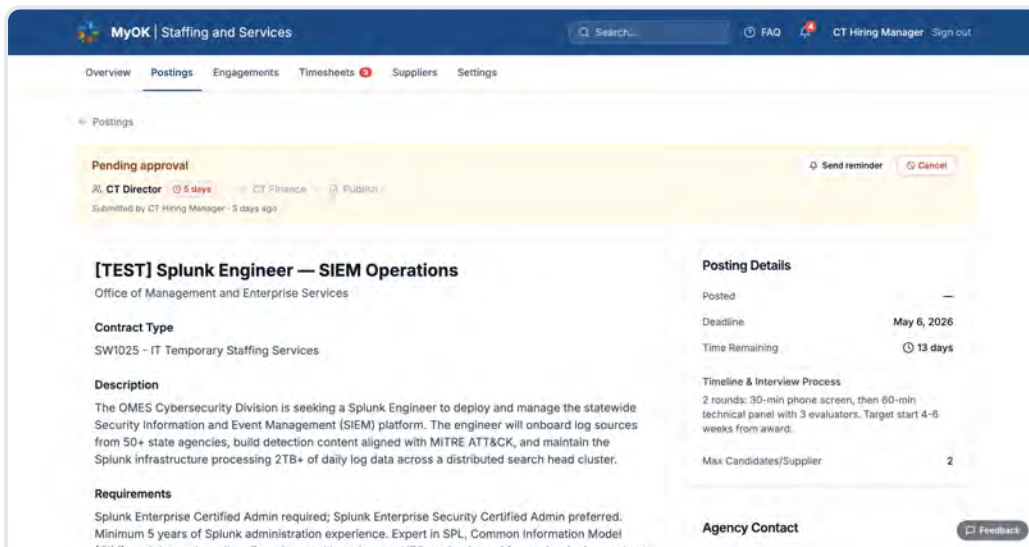 MyOK | Staffing and Services
Search...
FAQ
4
CT Hiring Manager Sign out
Overview Postings Engagements Timesheets 3 Suppliers Settings
← Postings
Pending approval
Send reminder
Cancel
CT Director 5 days CT Finance Publish
Submitted by CT Hiring Manager · 5 days ago
[TEST] Splunk Engineer — SIEM Operations
Office of Management and Enterprise Services
Contract Type
SW1025 - IT Temporary Staffing Services
Description
The OMES Cybersecurity Division is seeking a Splunk Engineer to deploy and manage the statewide
Security Information and Event Management (SIEM) platform. The engineer will onboard log sources
from 50+ state agencies, build detection content aligned with MITRE ATT&CK, and maintain the
Splunk infrastructure processing 2TB+ of daily log data across a distributed search head cluster.
Requirements
Splunk Enterprise Certified Admin required; Splunk Enterprise Security Certified Admin preferred.
Minimum 5 years of Splunk administration experience. Expert in SPL, Common Information Model
Posting Details
Posted —
Deadline May 6, 2026
Time Remaining 13 days
Timeline & Interview Process
2 rounds: 30-min phone screen, then 60-min
technical panel with 3 evaluators. Target start 4-6
weeks from award.
Max Candidates/Supplier 2
Agency Contact
Feedback